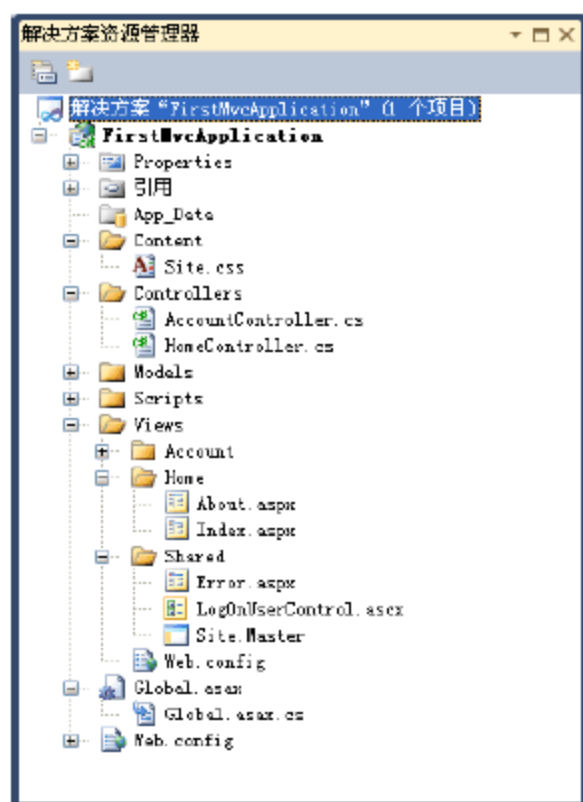 解决方案资源管理器
解决方案“FirstMvcApplication”(1 个项目)
FirstMvcApplication
Properties
引用
App_Data
Content
Site.css
Controllers
AccountController.cs
HomeController.cs
Models
Scripts
Views
Account
Home
About.aspx
Index.aspx
Shared
Error.aspx
LogOnUserControl.ascx
Site.Master
Web.config
Global.asax
Global.asax.cs
Web.config